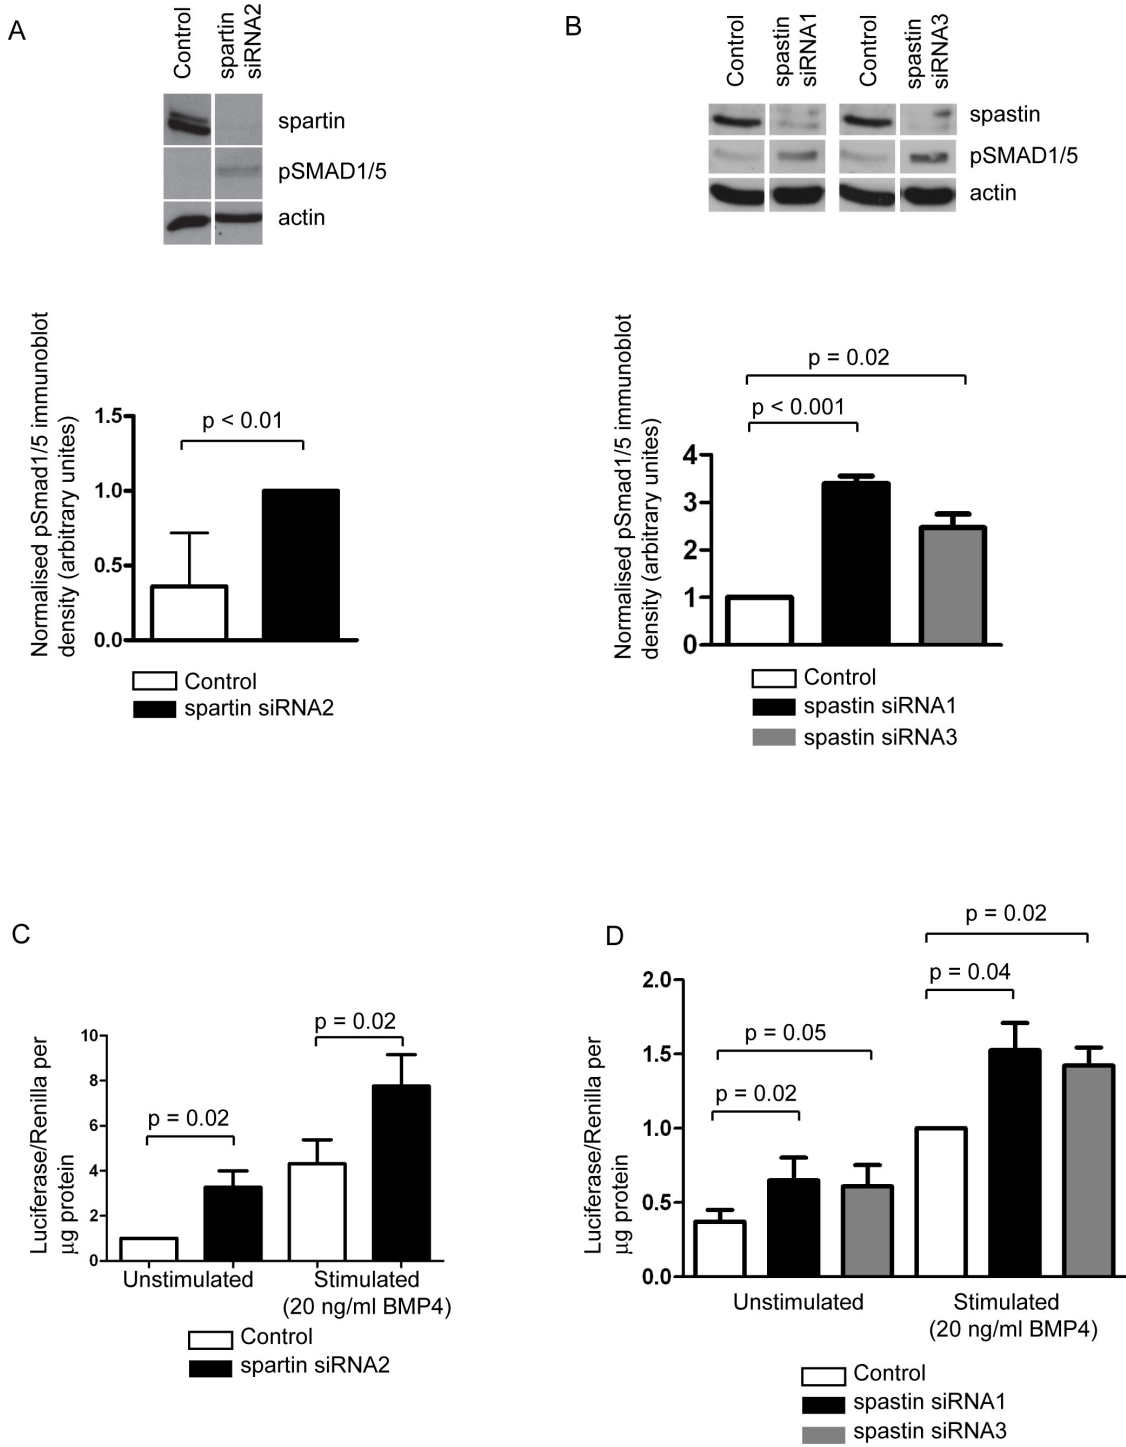 A
Control
spartin
siRNA2
spartin
pSMAD1/5
actin
Normalised pSmad1/5 immunoblot
density (arbitrary unites)
1.5
1.0
0.5
0.0
p < 0.01
Control
spartin siRNA2
B
Control
spastin
siRNA1
Control
spastin
siRNA3
spastin
pSMAD1/5
actin
Normalised pSmad1/5 immunoblot
density (arbitrary unites)
p = 0.02
p < 0.001
4
3
2
1
0
Control
spastin siRNA1
spastin siRNA3
C
Luciferase/Renilla per
µg protein
10
8
6
4
2
0
p = 0.02
p = 0.02
Unstimulated
Stimulated
(20 ng/ml BMP4)
Control
spartin siRNA2
D
Luciferase/Renilla per
µg protein
2.0
1.5
1.0
0.5
0.0
p = 0.02
p = 0.04
p = 0.05
p = 0.02
Unstimulated
Stimulated
(20 ng/ml BMP4)
Control
spastin siRNA1
spastin siRNA3